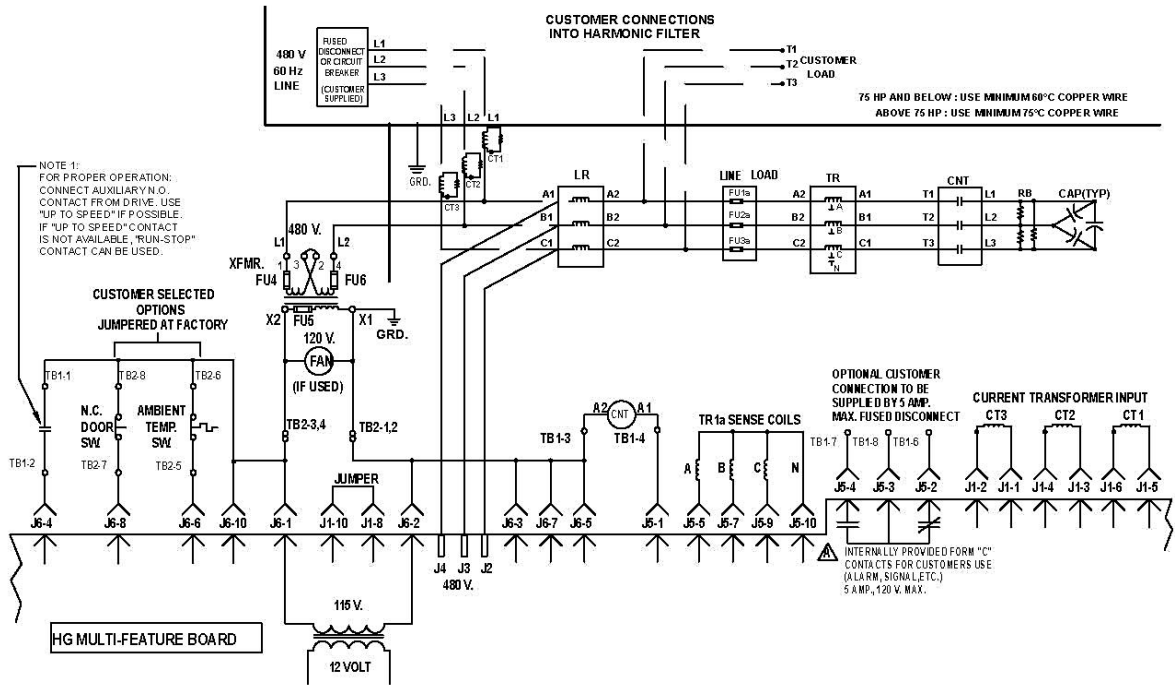 CUSTOMER CONNECTIONS
INTO HARMONIC FILTER
480 V
60 Hz
LINE
FUSED
DISCONNECT
OR CIRCUIT
BREAKER
(CUSTOMER
SUPPLIED)
L1
L2
L3
T1
T2
T3
CUSTOMER
LOAD
75 HP AND BELOW : USE MINIMUM 60°C COPPER WIRE
ABOVE 75 HP : USE MINIMUM 75°C COPPER WIRE
L3 L2 L1
CT1
CT2
CT3
GRD.
NOTE 1:
FOR PROPER OPERATION:
CONNECT AUXILIARY N.O.
CONTACT FROM DRIVE. USE
"UP TO SPEED" IF POSSIBLE.
IF "UP TO SPEED" CONTACT
IS NOT AVAILABLE, "RUN-STOP"
CONTACT CAN BE USED.
LR
A1 A2
B1 B2
C1 C2
LINE LOAD
FU1a
FU2a
FU3a
TR
A2 A A1
B2 B B1
C2 C C1
N
CNT
T1 L1
T2 L2
T3 L3
RB
CAP(TYP)
480 V.
L1 L2
XFMR.
1 3 2 4
FU4 FU6
X2 FU5 X1
GRD.
120 V.
FAN
(IF USED)
TB2-3,4 TB2-1,2
CUSTOMER SELECTED
OPTIONS
JUMPERED AT FACTORY
TB1-1 TB2-8 TB2-6
N.C.
DOOR
SW.
AMBIENT
TEMP.
SW.
TB1-2 TB2-7 TB2-5
JUMPER
A2 CNT A1
TB1-3 TB1-4
TR1a SENSE COILS
A B C N
OPTIONAL CUSTOMER
CONNECTION TO BE
SUPPLIED BY 5 AMP.
MAX. FUSED DISCONNECT
TB1-7 TB1-8 TB1-6
CURRENT TRANSFORMER INPUT
CT3 CT2 CT1
J6-4 J6-8 J6-6 J6-10 J6-1 J1-10 J1-8 J6-2 J6-3 J6-7 J6-5 J5-1 J5-5 J5-7 J5-9 J5-10
J5-4 J5-3 J5-2 J1-2 J1-1 J1-4 J1-3 J1-6 J1-5
J4 J3 J2
480 V.
A
INTERNALLY PROVIDED FORM "C"
CONTACTS FOR CUSTOMERS USE
(ALARM, SIGNAL,ETC.)
5 AMP., 120 V. MAX.
115 V.
12 VOLT
HG MULTI-FEATURE BOARD